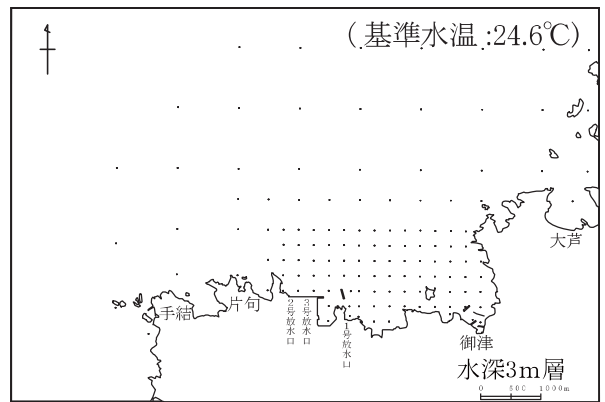 (基準水温:24.6℃)
大芦
手結
片句
2号放水口
3号放水口
1号放水口
御津
水深3m層
0 500 1000m